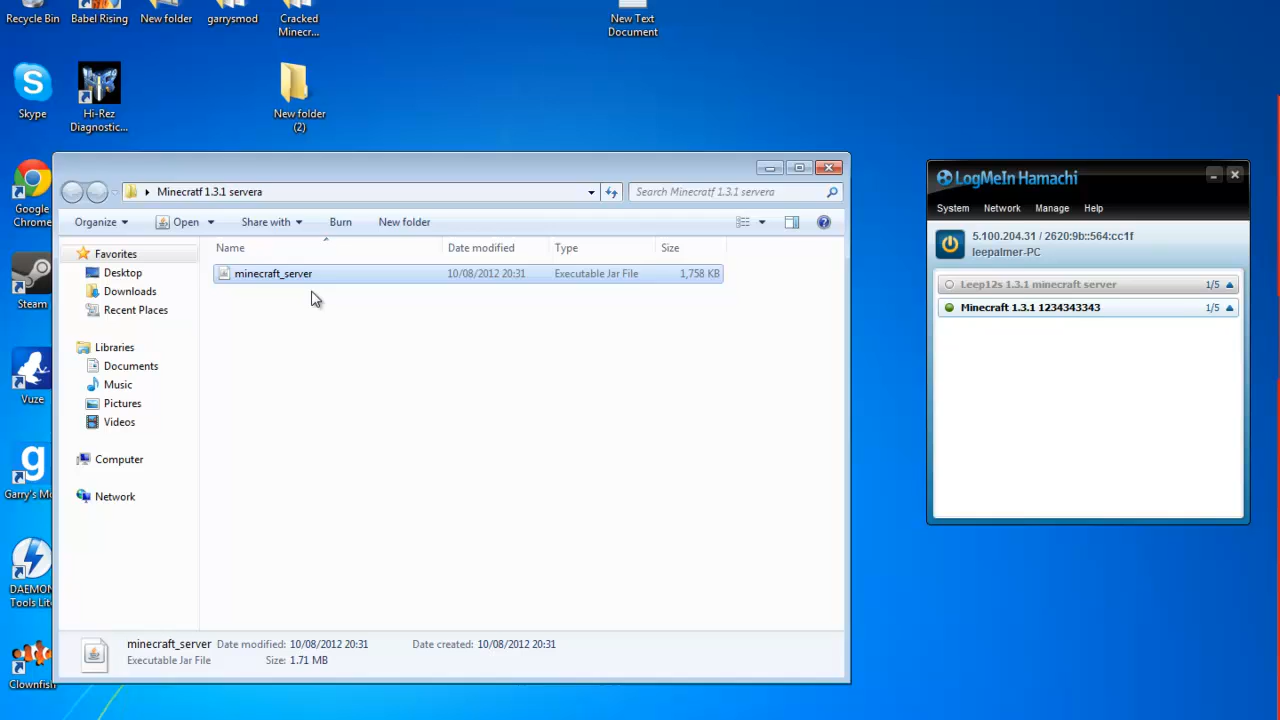 Recycle Bin
Babel Rising
New folder
garrysmod
Cracked
Minecr...
New Text
Document
Skype
Hi-Rez
Diagnostic...
New folder
(2)
Google
Chrome
Steam
Vuze
Garry's Mo
DAEMON
Tools Lite
Clownfish
Minecratf 1.3.1 servera
Search Minecratf 1.3.1 servera
Organize
Open
Share with
Burn
New folder
Favorites
Desktop
Downloads
Recent Places
Libraries
Documents
Music
Pictures
Videos
Computer
Network
Name
Date modified
Type
Size
minecraft_server
10/08/2012 20:31
Executable Jar File
1,758 KB
minecraft_server
Date modified: 10/08/2012 20:31
Date created: 10/08/2012 20:31
Executable Jar File
Size: 1.71 MB
LogMeIn Hamachi
System
Network
Manage
Help
5.100.204.31 / 2620:9b::564:cc1f
leepalmer-PC
Leep12s 1.3.1 minecraft server
1/5
Minecraft 1.3.1 1234343343
1/5